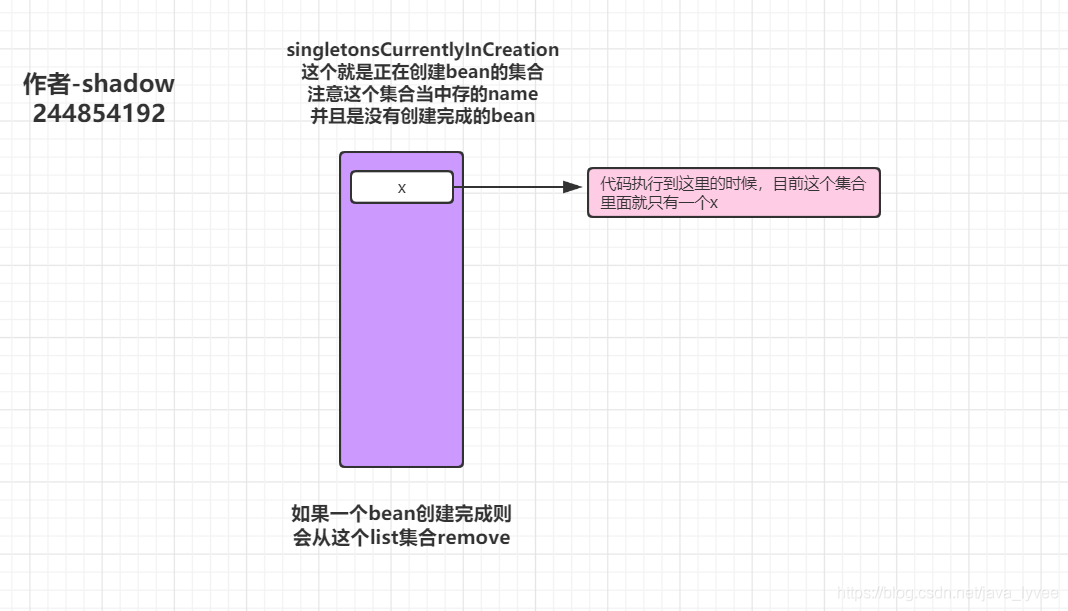 singletonsCurrentlyInCreation
这个就是正在创建bean的集合
注意这个集合当中存的name
并且是没有创建完成的bean
作者-shadow
244854192
x
代码执行到这里的时候，目前这个集合
里面就只有一个x
如果一个bean创建完成则
会从这个list集合remove
https://blog.csdn.net/java_lyvee